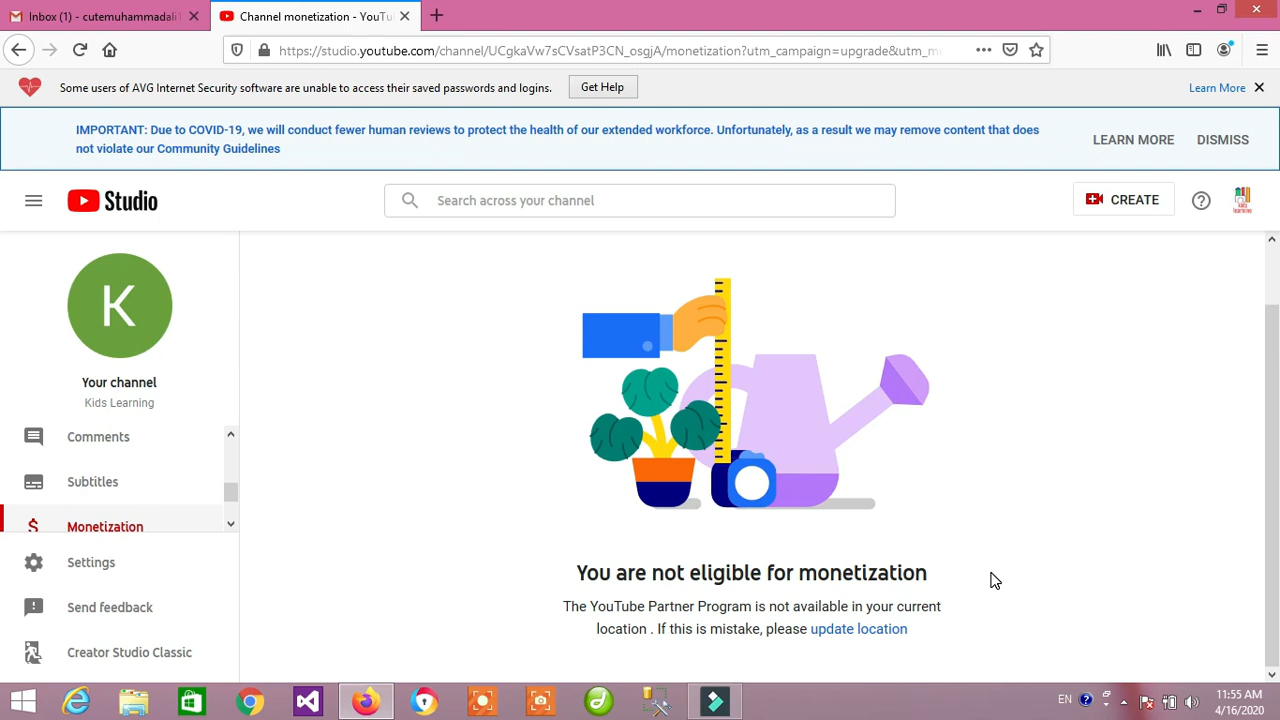 Inbox (1) - cutemuhammadali1
Channel monetization - YouTu
https://studio.youtube.com/channel/UCgkaVw7sCVsatP3CN_osgjA/monetization?utm_campaign=upgrade&utm_m
Some users of AVG Internet Security software are unable to access their saved passwords and logins.
Get Help
Learn More
IMPORTANT: Due to COVID-19, we will conduct fewer human reviews to protect the health of our extended workforce. Unfortunately, as a result we may remove content that does
not violate our Community Guidelines
LEARN MORE
DISMISS
Studio
Search across your channel
CREATE
kids
learning
K
Your channel
Kids Learning
Comments
Subtitles
Monetization
Settings
Send feedback
Creator Studio Classic
You are not eligible for monetization
The YouTube Partner Program is not available in your current
location . If this is mistake, please update location
EN
11:55 AM
4/16/2020